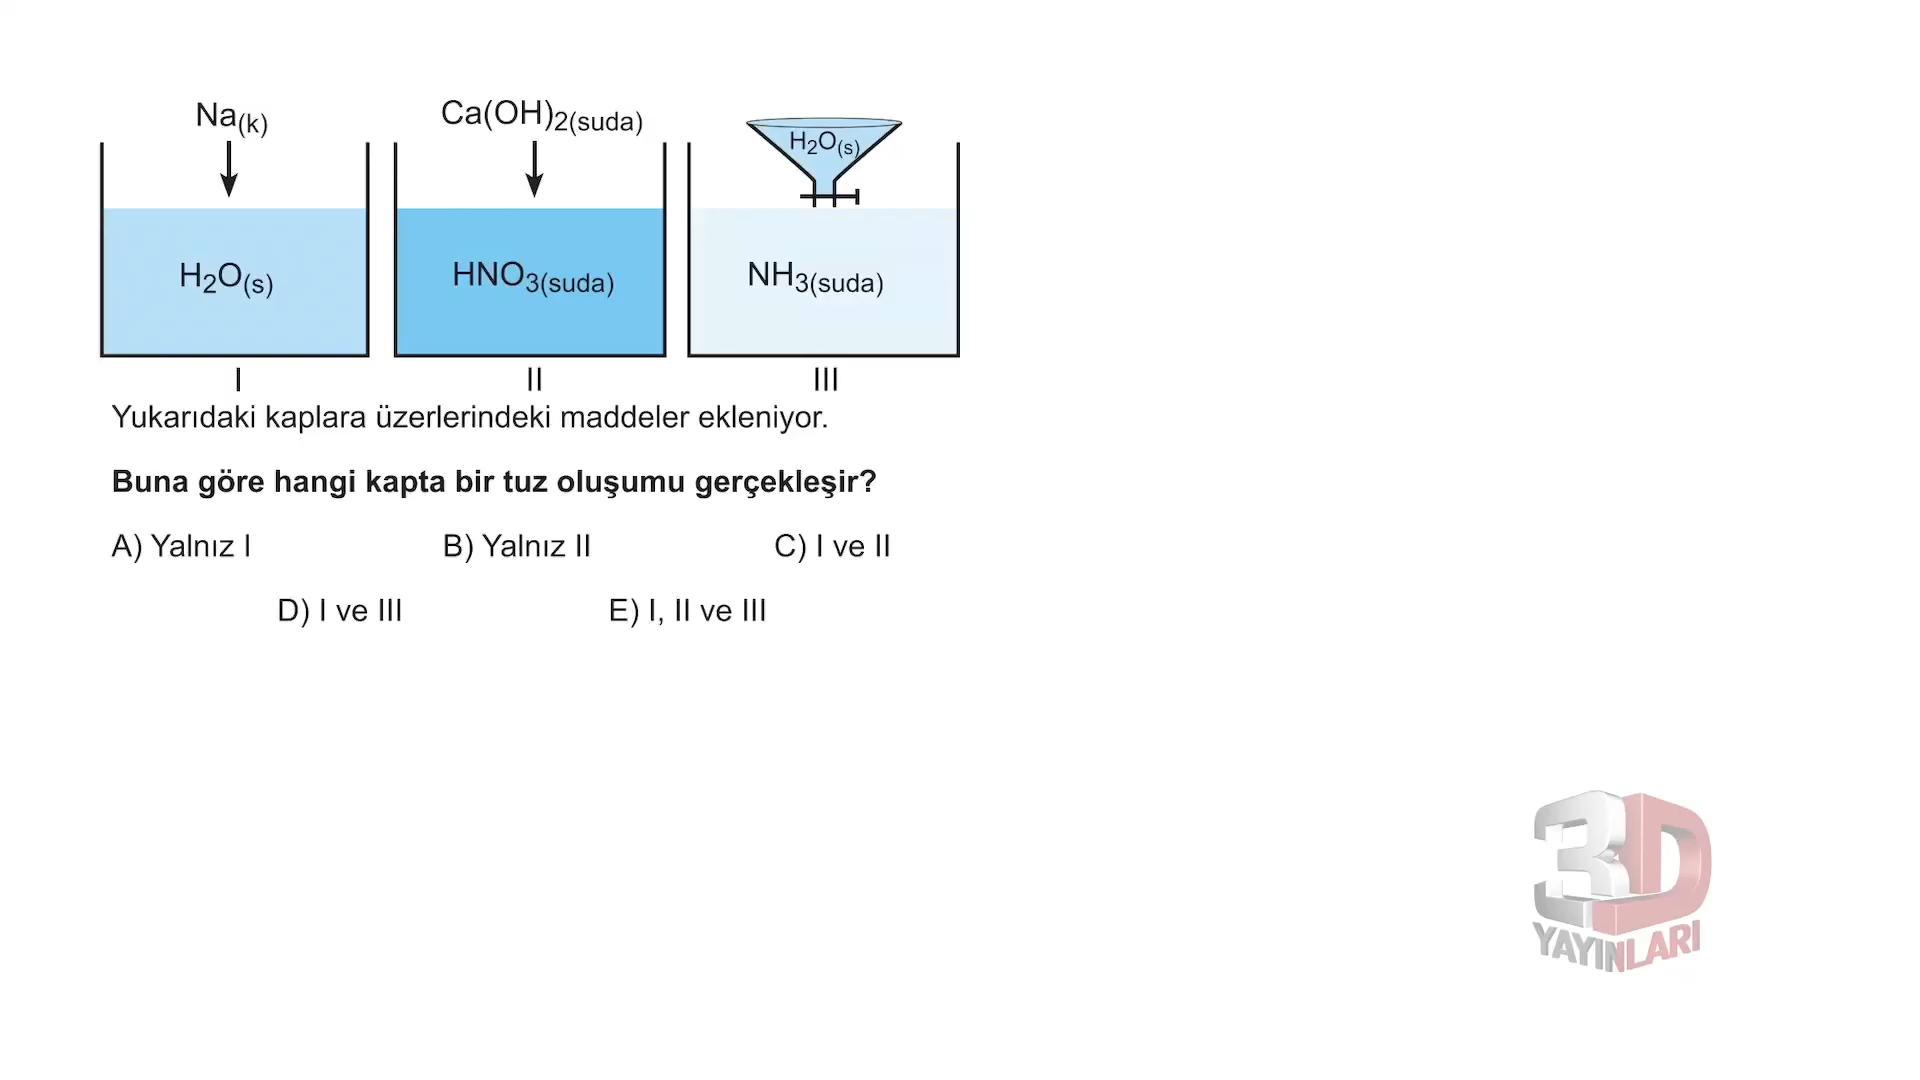 Na(k)
Ca(OH)2(suda)
H2O(s)
H2O(s)
HNO3(suda)
NH3(suda)
I
II
III
Yukarıdaki kaplara üzerlerindeki maddeler ekleniyor.
Buna göre hangi kapta bir tuz oluşumu gerçekleşir?
A) Yalnız I
B) Yalnız II
C) I ve II
D) I ve III
E) I, II ve III
3D
YAYINLARI